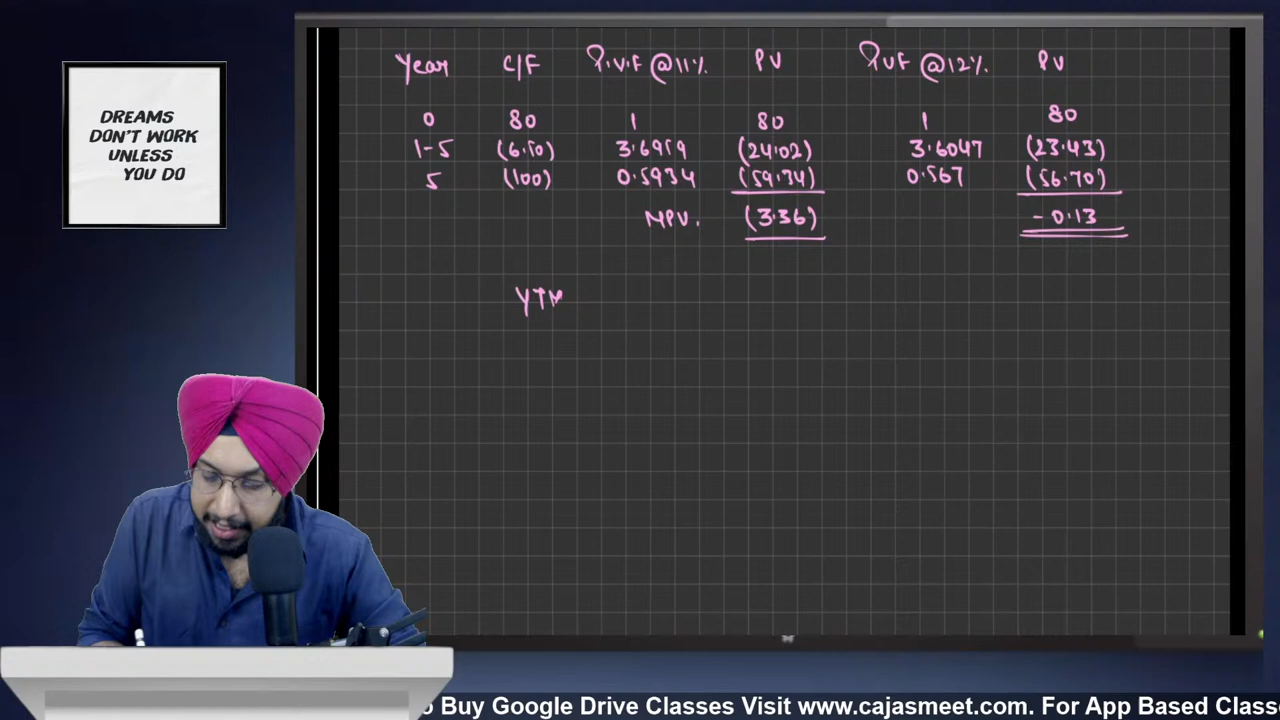 DREAMS
DON'T WORK
UNLESS
YOU DO
Year C/F P.V.F @11% PV PVF @12% PV
0 80 1 80 1 80
1-5 (6.50) 3.6959 (24.02) 3.6047 (23.43)
5 (100) 0.5934 (59.34) 0.567 (56.70)
NPV. (3.36) -0.13
YTM
o Buy Google Drive Classes Visit www.cajasmeet.com. For App Based Class